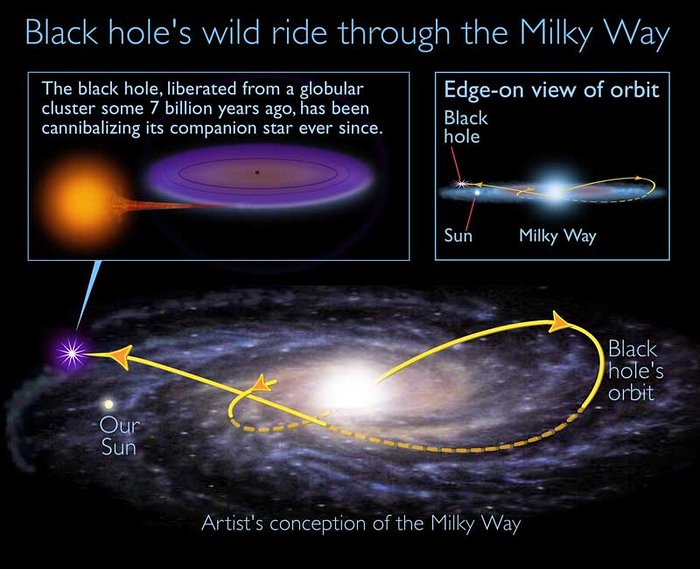 Black hole's wild ride through the Milky Way
The black hole, liberated from a globular
cluster some 7 billion years ago, has been
cannibalizing its companion star ever since.
Edge-on view of orbit
Black
hole
Sun
Milky Way
Black
hole's
orbit
Our
Sun
Artist's conception of the Milky Way